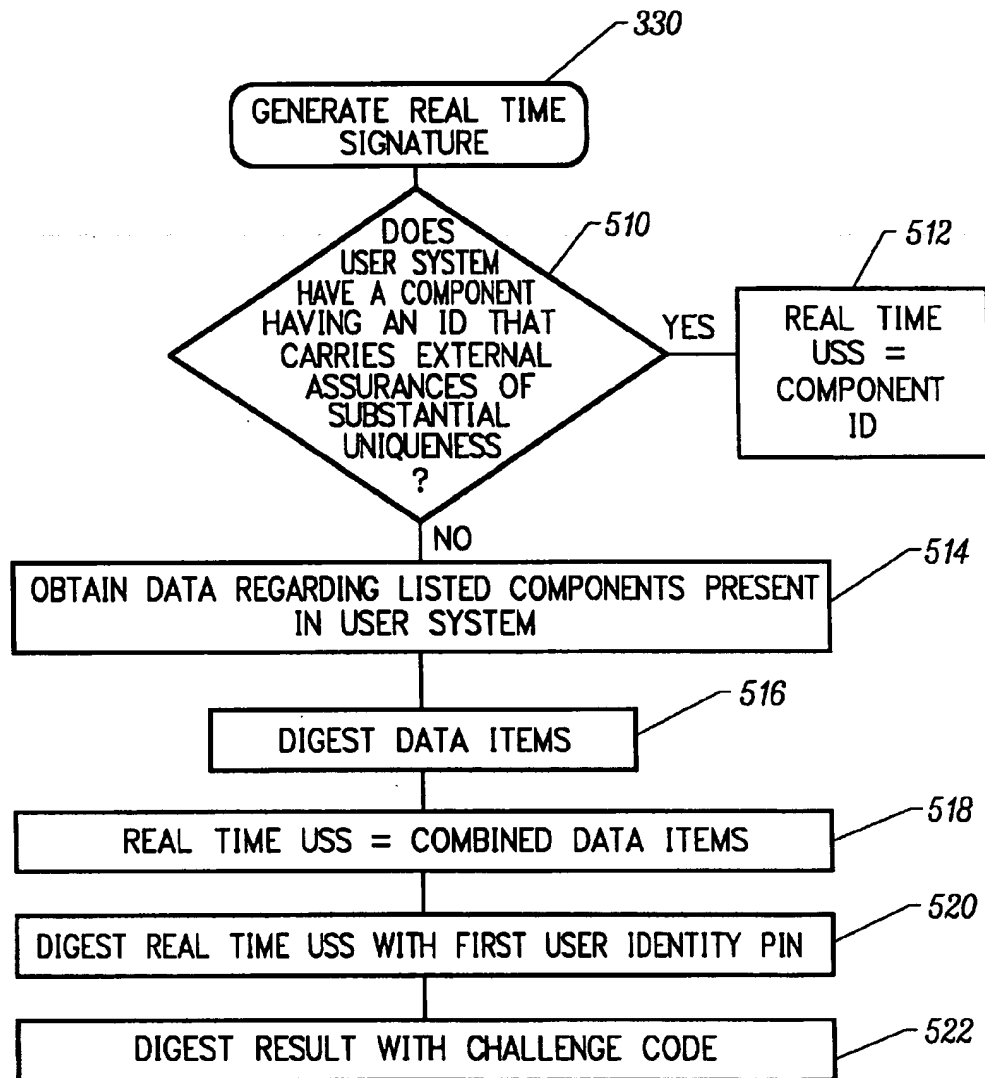 330
GENERATE REAL TIME
SIGNATURE
DOES
USER SYSTEM
HAVE A COMPONENT
HAVING AN ID THAT
CARRIES EXTERNAL
ASSURANCES OF
SUBSTANTIAL
UNIQUENESS
?
510
YES
512
REAL TIME
USS =
COMPONENT
ID
NO
514
OBTAIN DATA REGARDING LISTED COMPONENTS PRESENT
IN USER SYSTEM
516
DIGEST DATA ITEMS
518
REAL TIME USS = COMBINED DATA ITEMS
520
DIGEST REAL TIME USS WITH FIRST USER IDENTITY PIN
522
DIGEST RESULT WITH CHALLENGE CODE